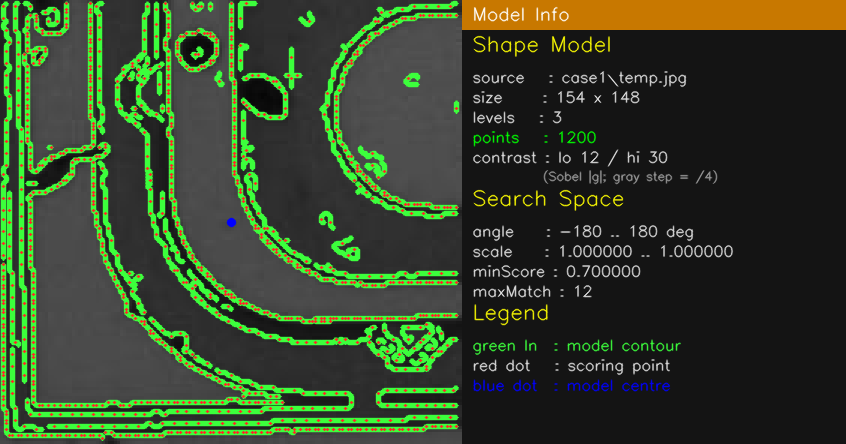 Model Info
Shape Model
source : case1\temp.jpg
size : 154 x 148
levels : 3
points : 1200
contrast : lo 12 / hi 30
(Sobel |g|; gray step = /4)
Search Space
angle : -180 .. 180 deg
scale : 1.000000 .. 1.000000
minScore : 0.700000
maxMatch : 12
Legend
green ln : model contour
red dot : scoring point
blue dot : model centre